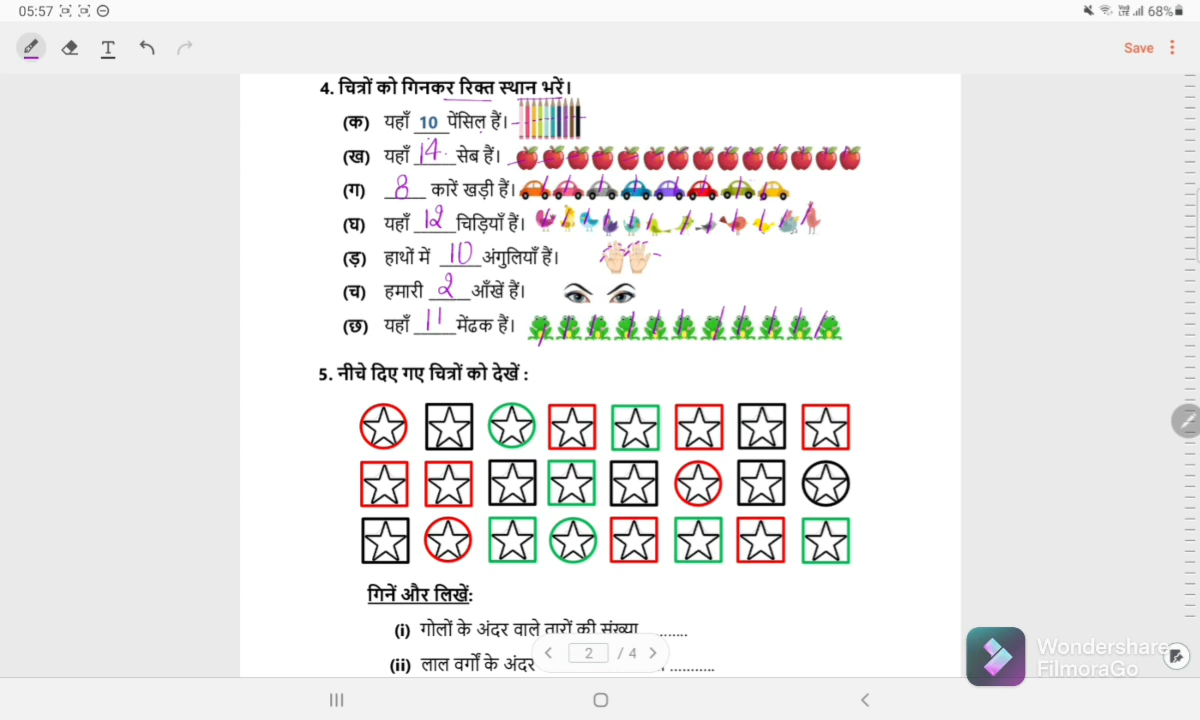 05:57 68%
T Save
4. चित्रों को गिनकर रिक्त स्थान भरें।
(क) यहाँ 10 पेंसिल हैं।
(ख) यहाँ 14 सेब हैं।
(ग) 8 कारें खड़ी हैं।
(घ) यहाँ 12 चिड़ियाँ हैं।
(ड़) हाथों में 10 अंगुलियाँ हैं।
(च) हमारी 2 आँखें हैं।
(छ) यहाँ 11 मेंढक हैं।
5. नीचे दिए गए चित्रों को देखें :
गिनें और लिखें:
(i) गोलों के अंदर वाले तारों की संख्या .......
(ii) लाल वर्गों के अंदर ...........
2 / 4
Wondershare
FilmoraGo